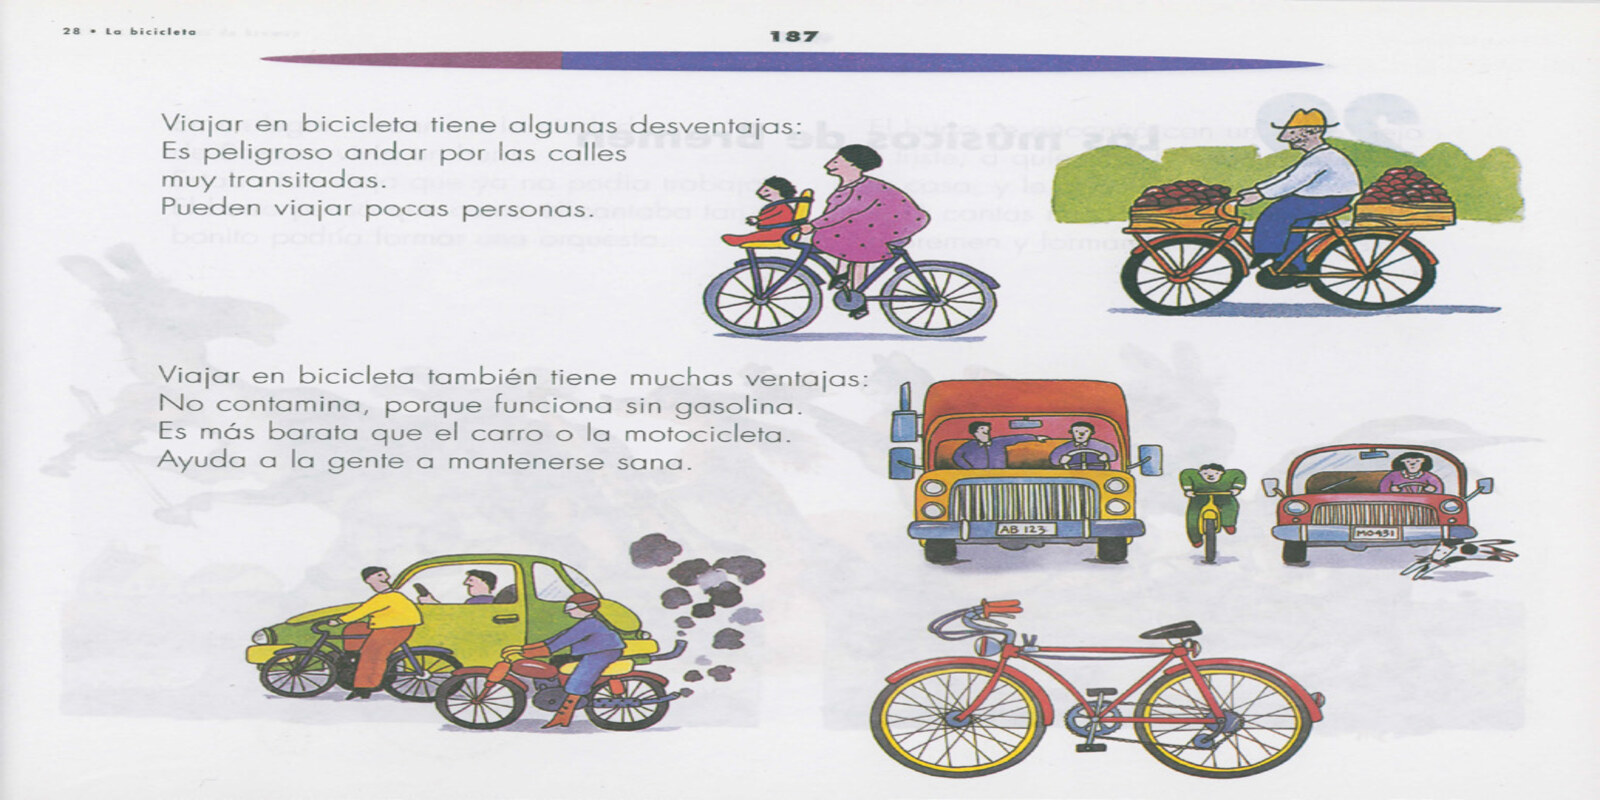 28 • La bicicleta
187
Viajar en bicicleta tiene algunas desventajas:
Es peligroso andar por las calles
muy transitadas.
Pueden viajar pocas personas.
Viajar en bicicleta también tiene muchas ventajas:
No contamina, porque funciona sin gasolina.
Es más barata que el carro o la motocicleta.
Ayuda a la gente a mantenerse sana.
AB 123
MO431